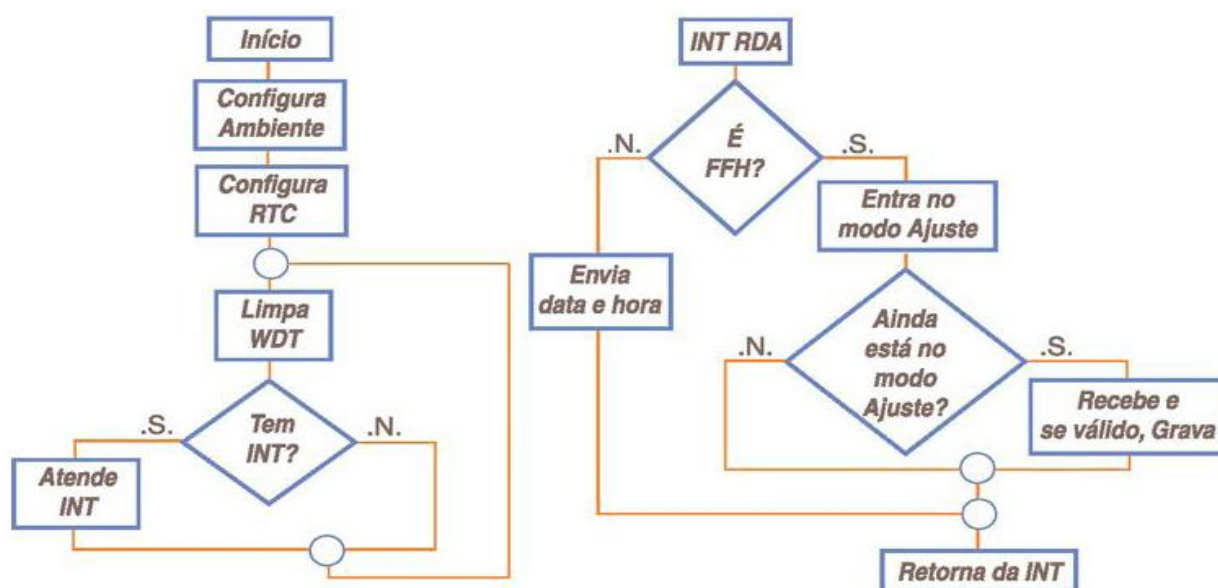 Início
Configura
Ambiente
Configura
RTC
Limpa
WDT
Tem
INT?
.S.
.N.
Atende
INT
INT RDA
É
FFH?
.N.
.S.
Entra no
modo Ajuste
Envia
data e hora
Ainda
está no
modo
Ajuste?
.N.
.S.
Recebe e
se válido, Grava
Retorna da INT